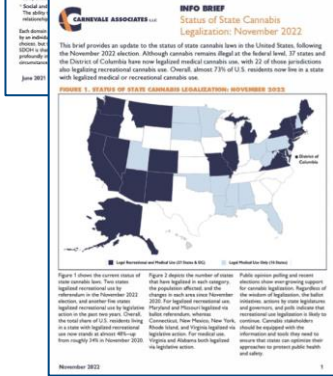 · Social and
The ability
relationship
Each domain
by an individu
choices, but
SDOH is
profoundly
circumstance
June 2021
CARNEVALE ASSOCIATES LLC
INFO BRIEF
Status of State Cannabis
Legalization: November 2022
This brief provides an update to the status of state cannabis laws in the United States, following
the November 2022 election. Although cannabis remains illegal at the federal level, 37 states and
the District of Columbia have now legalized medical cannabis use, with 22 of those jurisdictions
also legalizing recreational cannabis use. Overall, almost 73% of U.S. residents now live in a state
with legalized medical or recreational cannabis use.
FIGURE 1. STATUS OF STATE CANNABIS LEGALIZATION: NOVEMBER 2022
District of
Columbia
Legal Recreational and Medical Use (21 States & DC)
Legal Medical Use Only (16 States)
Figure 1 shows the current status of
state cannabis laws. Two states
legalized recreational use by
referendum in the November 2022
election, and another five states
legalized recreational use by legislative
action in the past two years. Overall,
the total share of U.S. residents living
in a state with legalized recreational
use now stands at almost 48%—up
from roughly 34% in November 2020.
Figure 2 depicts the number of states
that have legalized in each category,
the population affected, and the
changes in each area since November
2020. For legalized recreational use,
Maryland and Missouri legalized via
ballot referendum, whereas
Connecticut, New Mexico, New York,
Rhode Island, and Virginia legalized via
legislative action. For medical use,
Virginia and Alabama both legalized
via legislative action.
Public opinion polling and recent
elections show ever-growing support
for cannabis legalization. Regardless of
the wisdom of legalization, the ballot
initiatives, actions by state legislatures
and governors, and polls indicate that
recreational use legalization is likely to
continue. Cannabis stakeholders
should be equipped with the
information and tools they need to
ensure that states can optimize their
approaches to protect public health
and safety.
November 2022
1